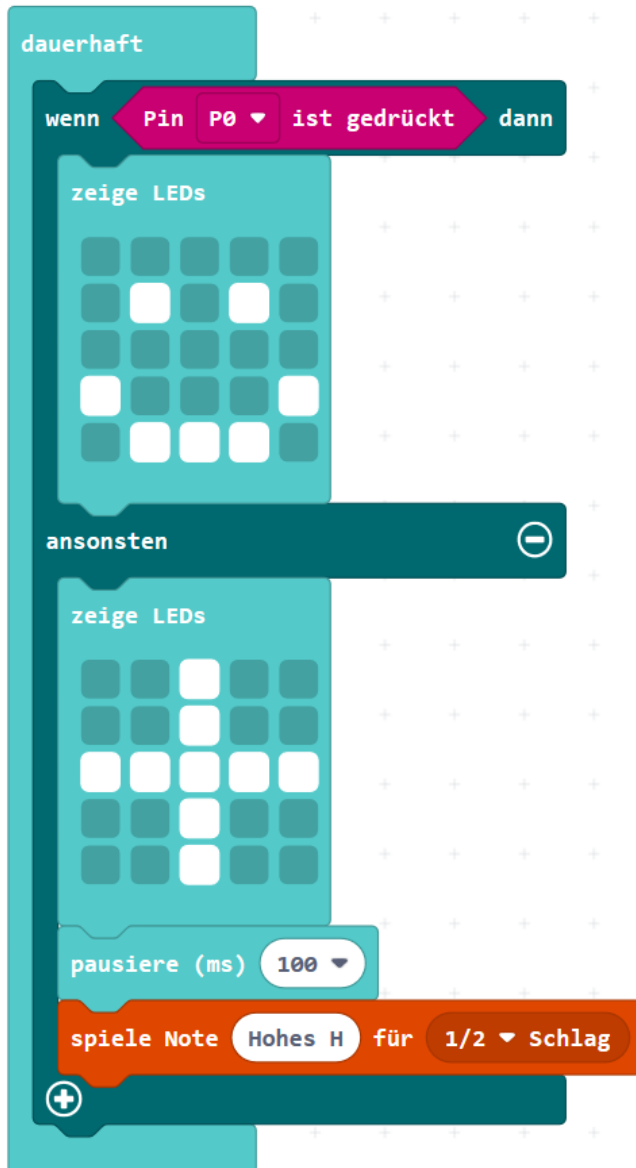 dauerhaft
wenn Pin P0 ist gedrückt dann
zeige LEDs
ansonsten
zeige LEDs
pausiere (ms) 100
spiele Note Hohes H für 1/2 Schlag